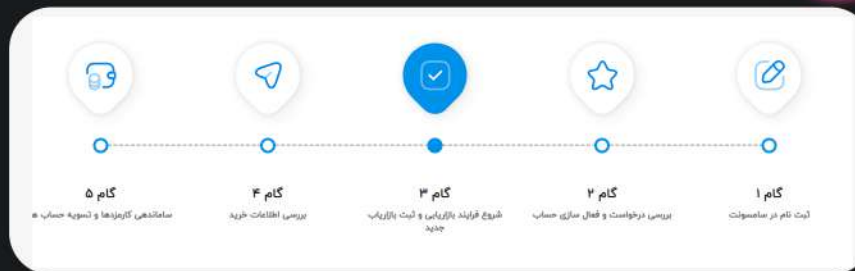 گام ۱
ثبت نام در سامسونت
گام ۲
بررسی درخواست و فعال سازی حساب
گام ۳
شروع فرایند بازاریابی و ثبت بازاریاب
جدید
گام ۴
بررسی اطلاعات خرید
گام ۵
ساماندهی کارمزدها و تسویه حساب ه